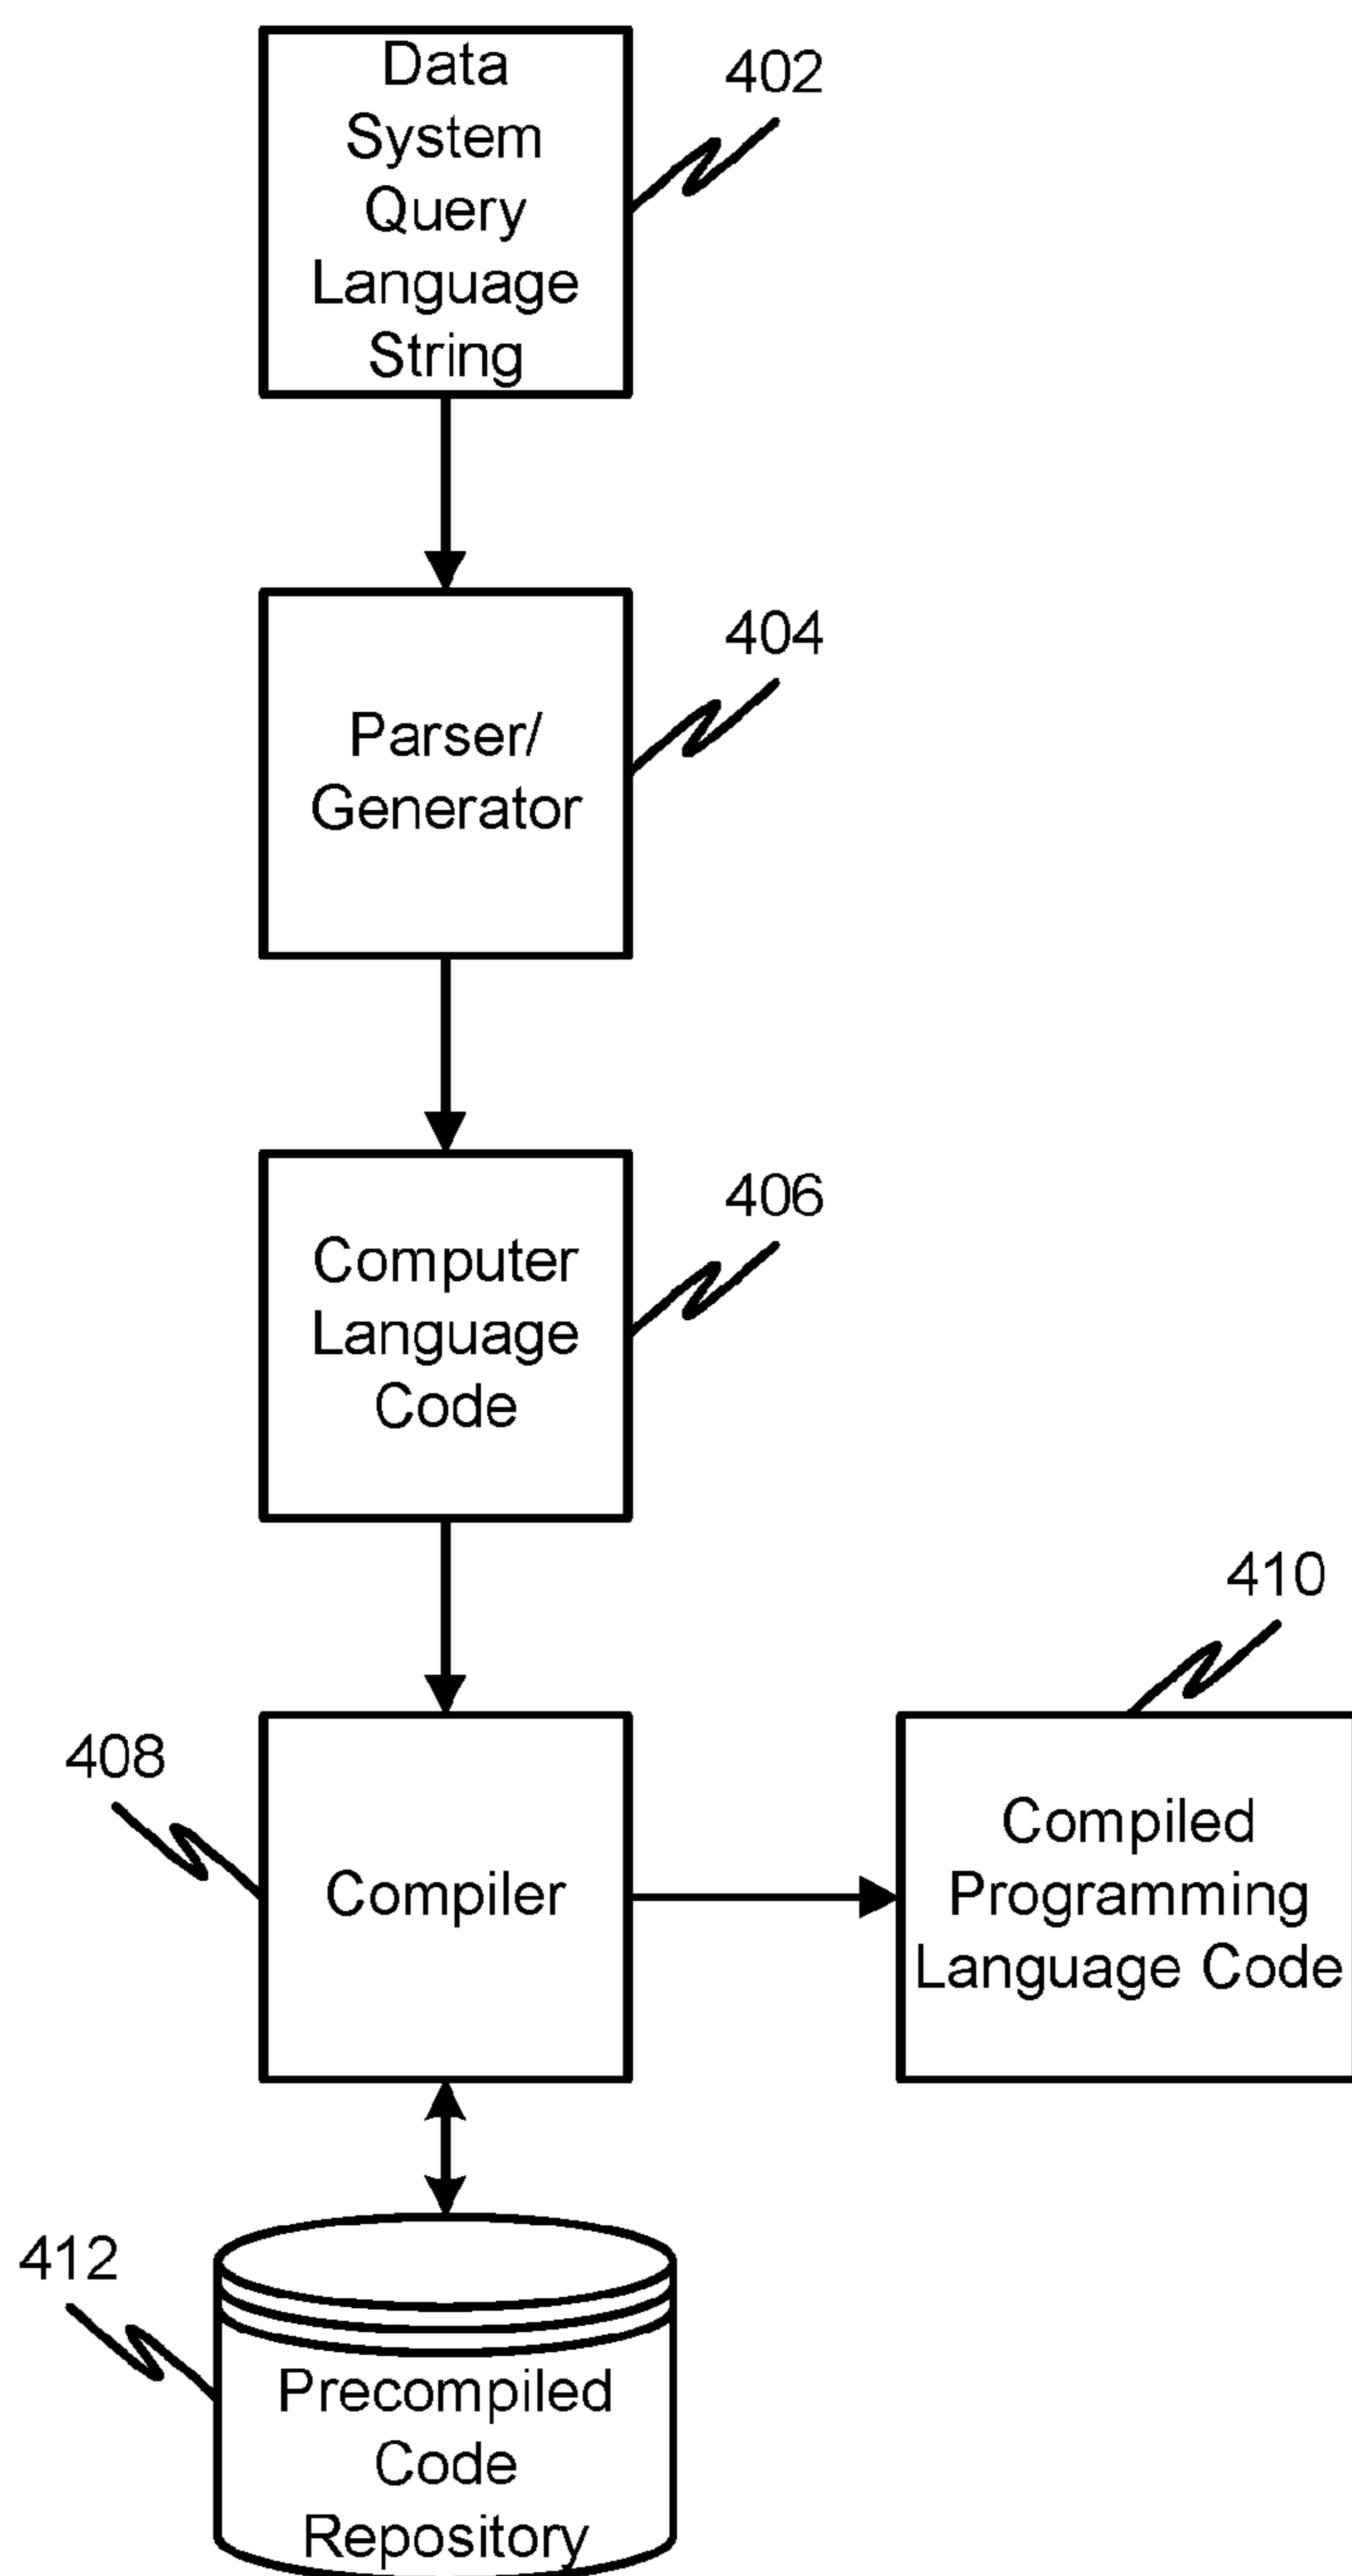 Data
System
Query
Language
String
402
Parser/
Generator
404
Computer
Language
Code
406
410
408
Compiler
Compiled
Programming
Language Code
412
Precompiled
Code
Repository